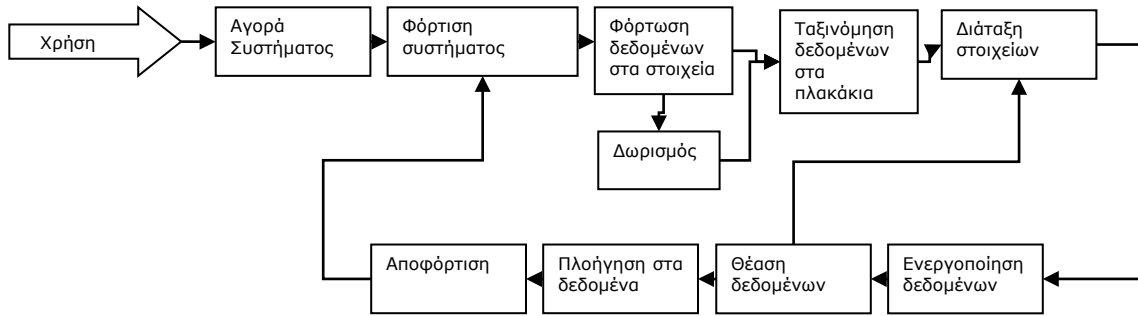 Χρήση
Αγορά
Συστήματος
Φόρτιση
συστήματος
Φόρτωση
δεδομένων
στα στοιχεία
Ταξινόμηση
δεδομένων
στα
πλακάκια
Διάταξη
στοιχείων
Δωρισμός
Αποφόρτιση
Πλοήγηση στα
δεδομένα
Θέαση
δεδομένων
Ενεργοποίηση
δεδομένων